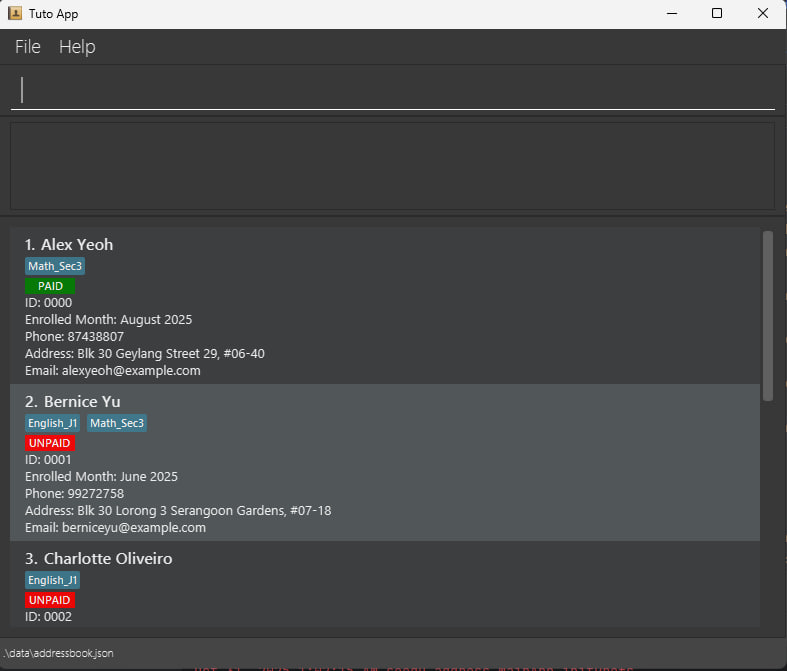 Tuto App
File Help
1. Alex Yeoh
Math_Sec3
PAID
ID: 0000
Enrolled Month: August 2025
Phone: 87438807
Address: Blk 30 Geylang Street 29, #06-40
Email: alexyeoh@example.com
2. Bernice Yu
English_J1 Math_Sec3
UNPAID
ID: 0001
Enrolled Month: June 2025
Phone: 99272758
Address: Blk 30 Lorong 3 Serangoon Gardens, #07-18
Email: berniceyu@example.com
3. Charlotte Oliveiro
English_J1
UNPAID
ID: 0002
.\data\addressbook.json